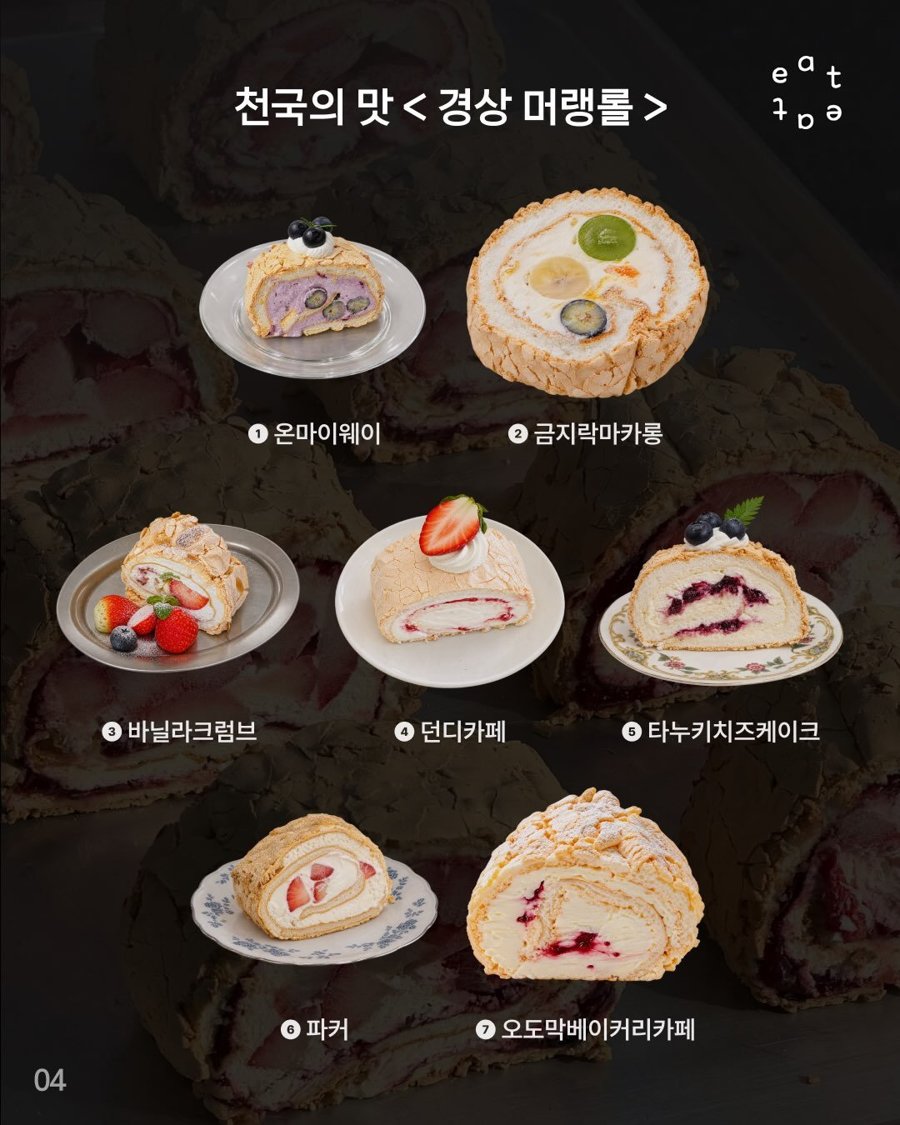 천국의 맛 < 경상 머랭롤 >
eat
eat
❶ 온마이웨이
❷ 금지락마카롱
❸ 바닐라크럼브
❹ 던디카페
❺ 타누키치즈케이크
❻ 파커
❼ 오도막베이커리카페
04